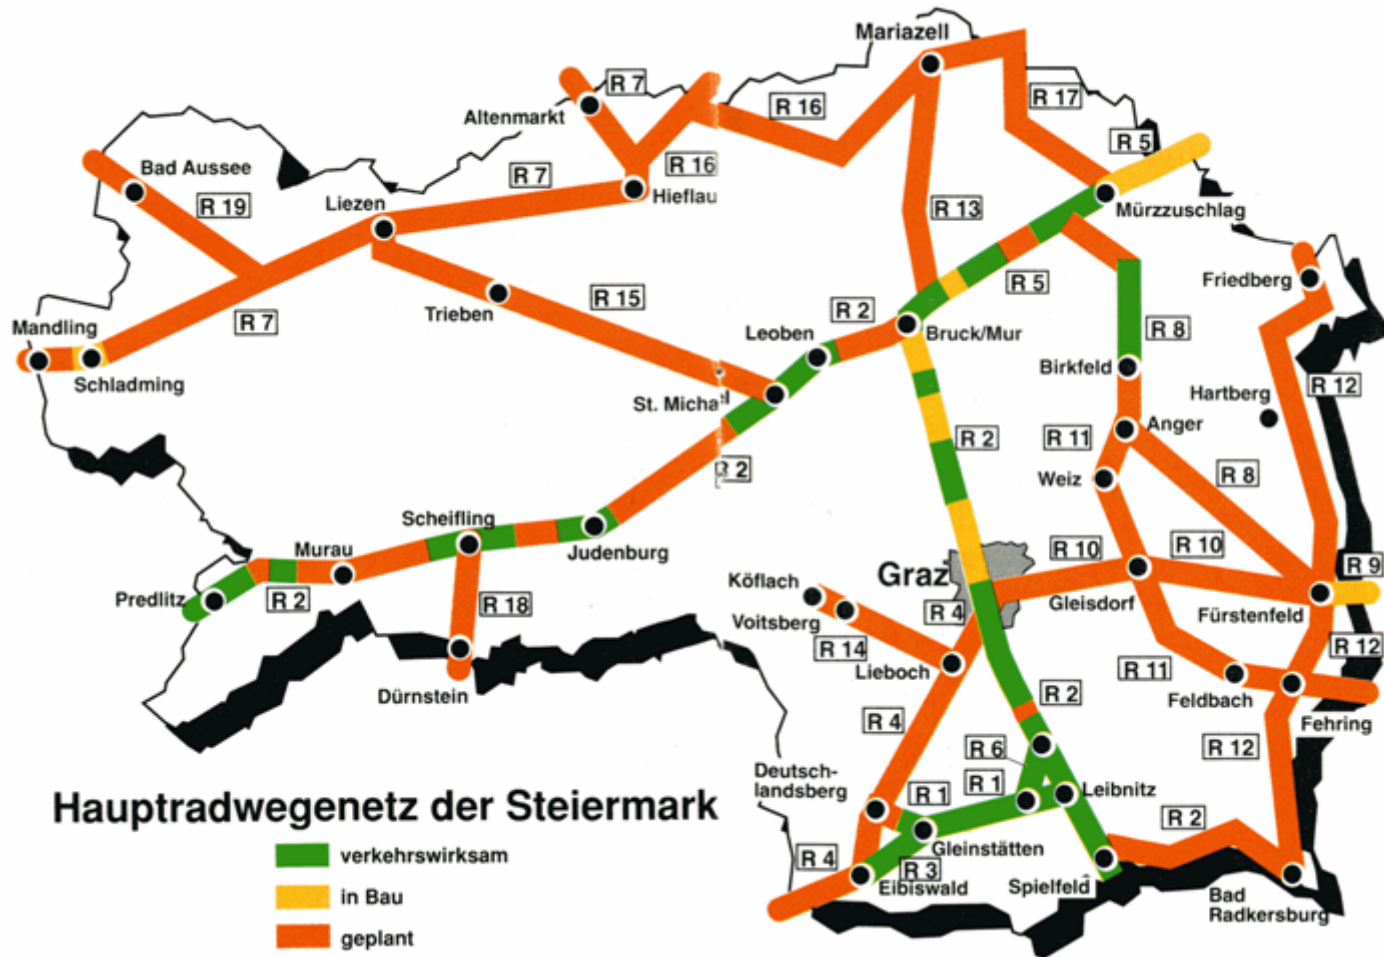 Mariazell
R 7
R 16
R 17
Altenmarkt
R 5
Bad Aussee
R 16
R 7
Hieflau
R 19
Liezen
R 13
Mürzzuschlag
Friedberg
Trieben
R 15
R 5
Mandling
R 7
Leoben
R 2
Bruck/Mur
R 8
Schladming
Birkfeld
R 12
Hartberg
St. Michael
Anger
R 11
R 2
R 2
Weiz
R 8
Scheifling
Judenburg
Murau
R 10
R 10
Graz
R 9
Köflach
Predlitz
R 2
R 18
R 4
Gleisdorf
Fürstenfeld
Voitsberg
R 14
R 12
Lieboch
R 11
Dürnstein
R 2
Feldbach
R 4
Fehring
R 6
R 12
Deutsch-
landsberg
R 1
R 1
Leibnitz
Hauptradwegenetz der Steiermark
R 2
Gleinstätten
verkehrswirksam
R 4
R 3
Eibiswald
Spielfeld
in Bau
Bad
Radkersburg
geplant